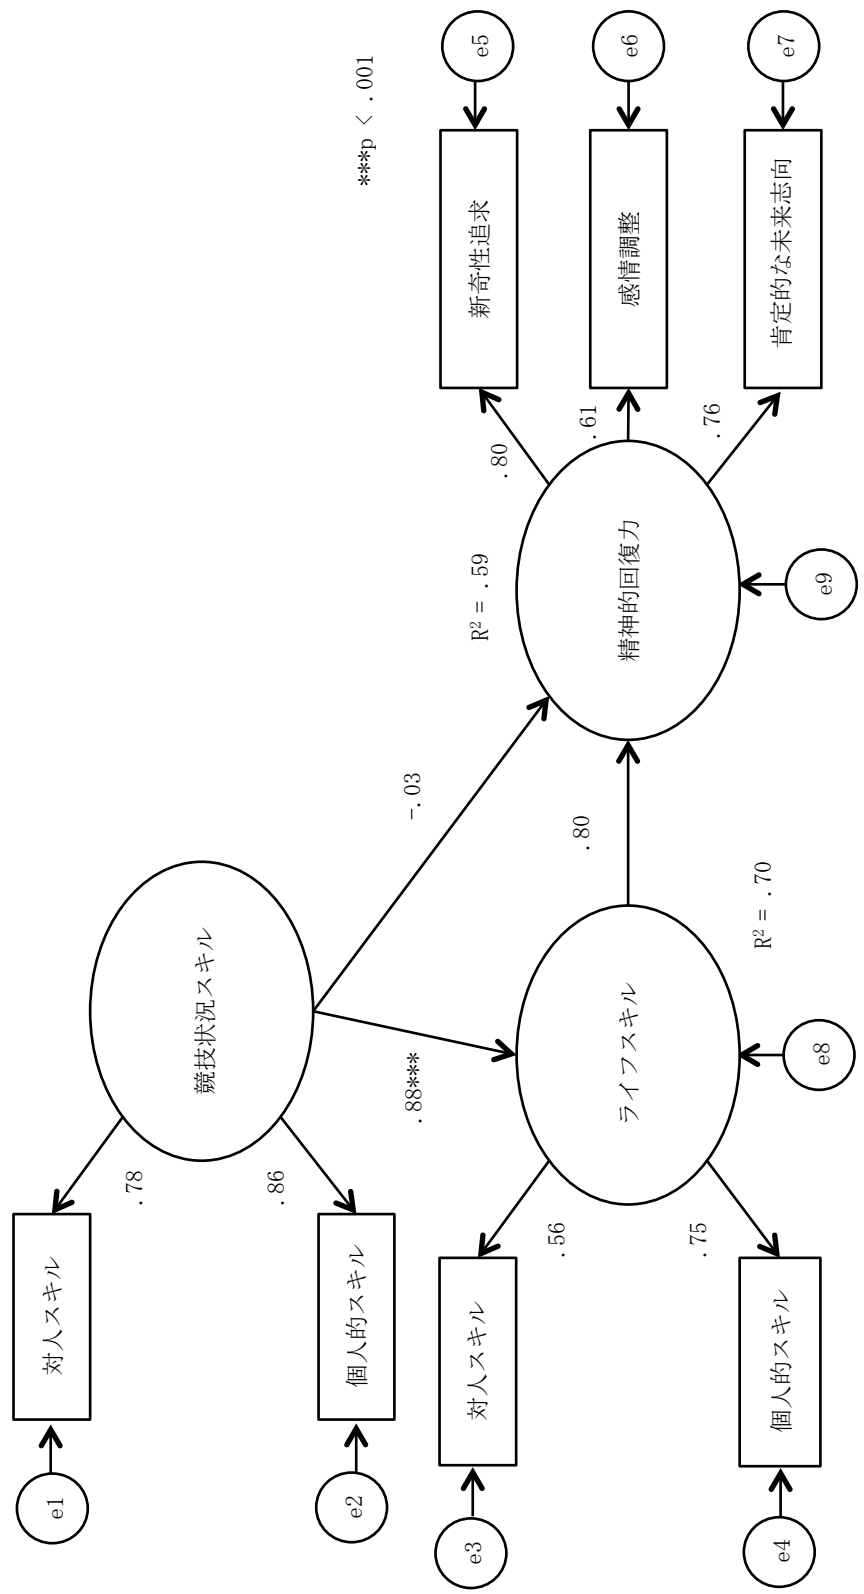 e1
対人スキル
.78
e2
個人的スキル
.86
競技状況スキル
.88***
-.03
***p < .001
e3
対人スキル
.56
e4
個人的スキル
.75
ライフスキル
e8
R² = .70
.80
R² = .59
精神的回復力
e9
.80
.61
.76
新奇性追求
感情調整
肯定的な未来志向
e5
e6
e7